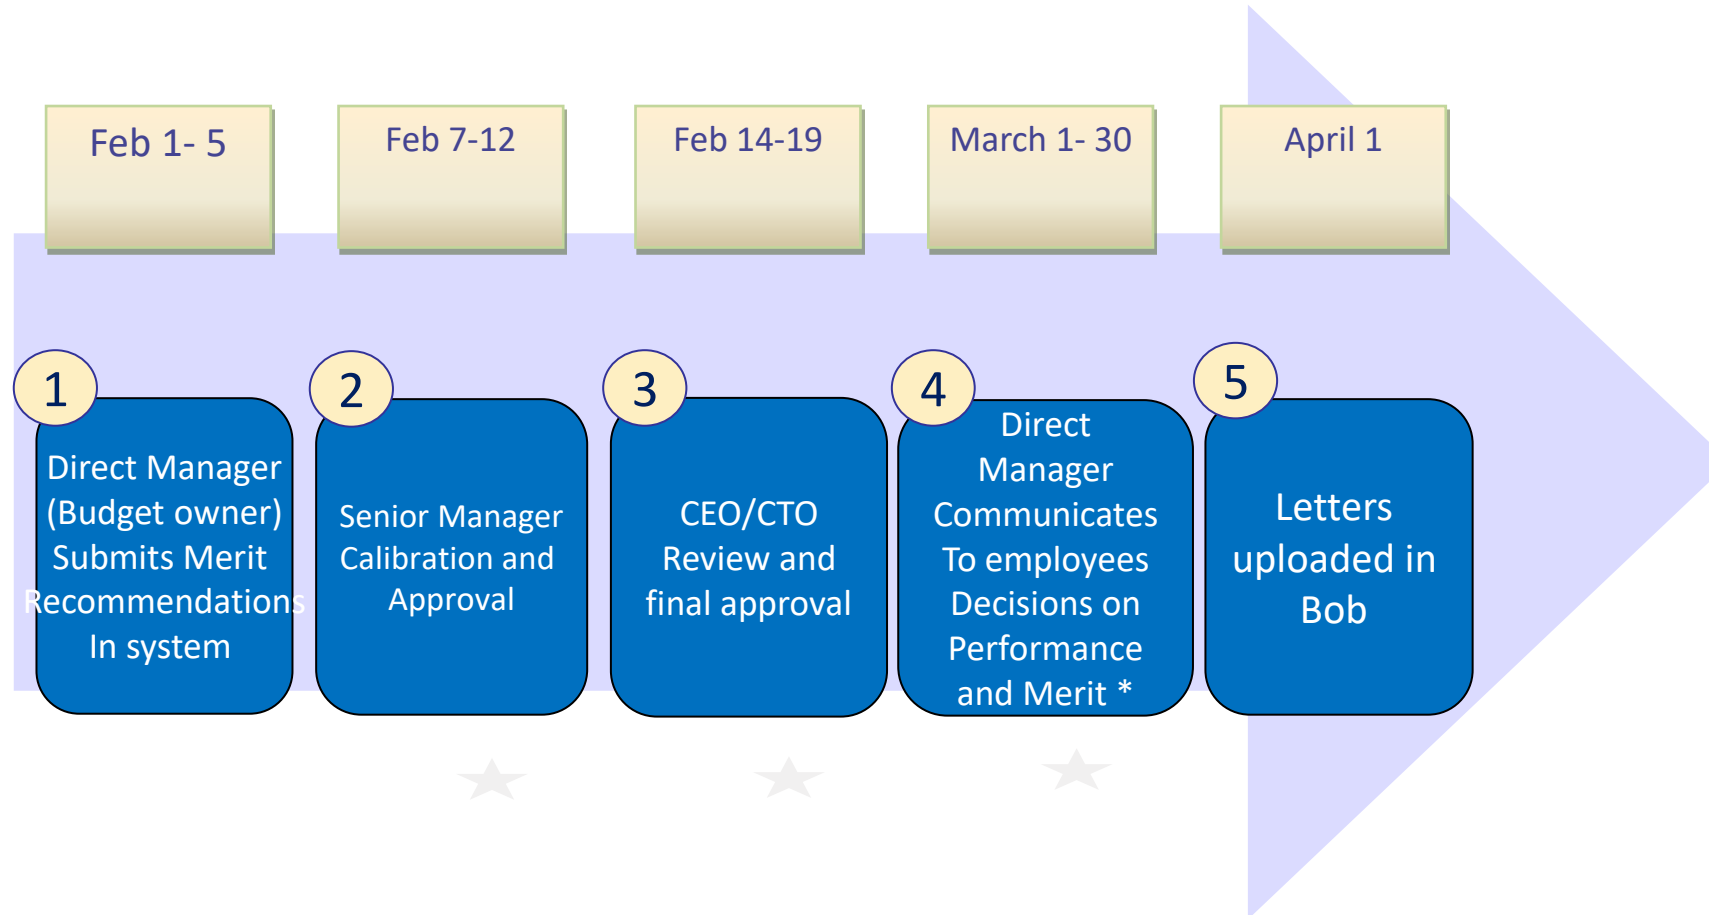 Feb 1- 5
Feb 7-12
Feb 14-19
March 1- 30
April 1
1
Direct Manager
(Budget owner)
Submits Merit
Recommendations
In system
2
Senior Manager
Calibration and
Approval
3
CEO/CTO
Review and
final approval
4
Direct
Manager
Communicates
To employees
Decisions on
Performance
and Merit *
5
Letters
uploaded in
Bob